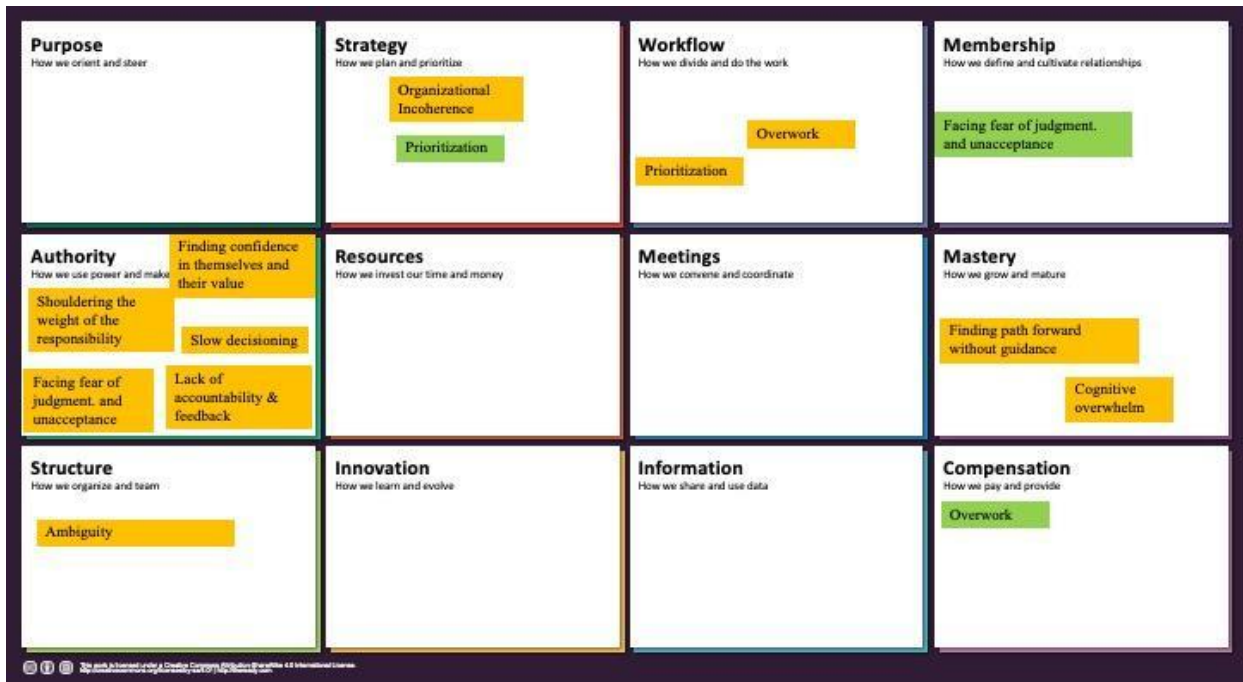 Purpose
How we orient and steer
Strategy
How we plan and prioritize
Organizational
Incoherence
Prioritization
Workflow
How we divide and do the work
Overwork
Prioritization
Membership
How we define and cultivate relationships
Facing fear of judgment.
and unacceptance
Authority
How we use power and make
Finding confidence
in themselves and
their value
Shouldering the
weight of the
responsibility
Slow decisioning
Facing fear of
judgment. and
unacceptance
Lack of
accountability &
feedback
Resources
How we invest our time and money
Meetings
How we convene and coordinate
Mastery
How we grow and mature
Finding path forward
without guidance
Cognitive
overwhelm
Structure
How we organize and team
Ambiguity
Innovation
How we learn and evolve
Information
How we share and use data
Compensation
How we pay and provide
Overwork
This work is licensed under a Creative Commons Attribution-ShareAlike 4.0 International License.